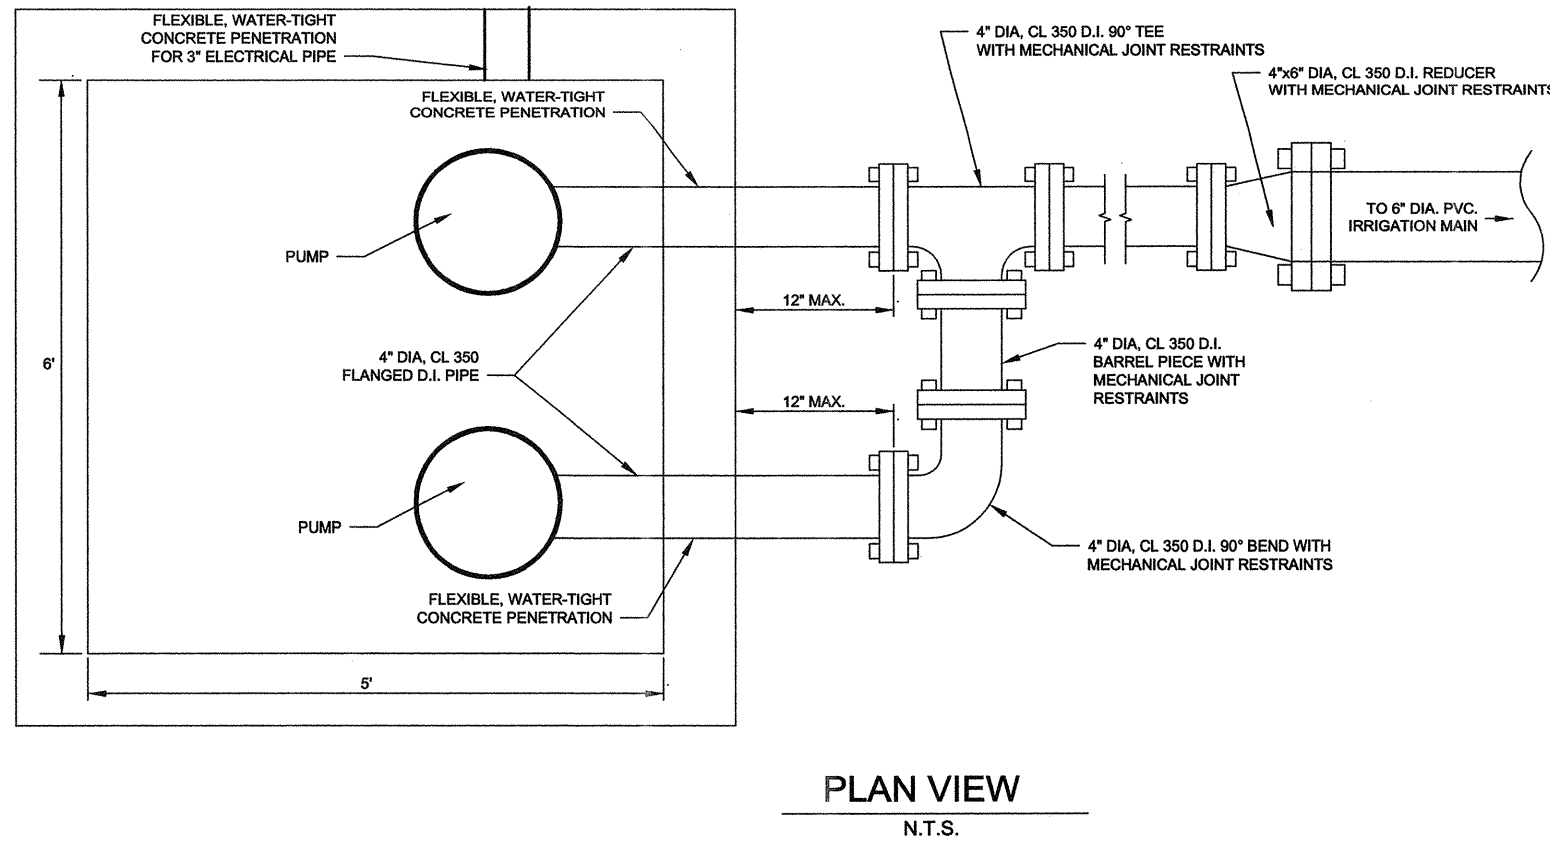 FLEXIBLE, WATER-TIGHT
CONCRETE PENETRATION
FOR 3" ELECTRICAL PIPE
4" DIA, CL 350 D.I. 90° TEE
WITH MECHANICAL JOINT RESTRAINTS
4"x6" DIA, CL 350 D.I. REDUCER
WITH MECHANICAL JOINT RESTRAINTS
FLEXIBLE, WATER-TIGHT
CONCRETE PENETRATION
TO 6" DIA. PVC.
IRRIGATION MAIN
PUMP
12" MAX.
6'
4" DIA, CL 350
FLANGED D.I. PIPE
4" DIA, CL 350 D.I.
BARREL PIECE WITH
MECHANICAL JOINT
RESTRAINTS
12" MAX.
PUMP
4" DIA, CL 350 D.I. 90° BEND WITH
MECHANICAL JOINT RESTRAINTS
FLEXIBLE, WATER-TIGHT
CONCRETE PENETRATION
5'
PLAN VIEW
N.T.S.